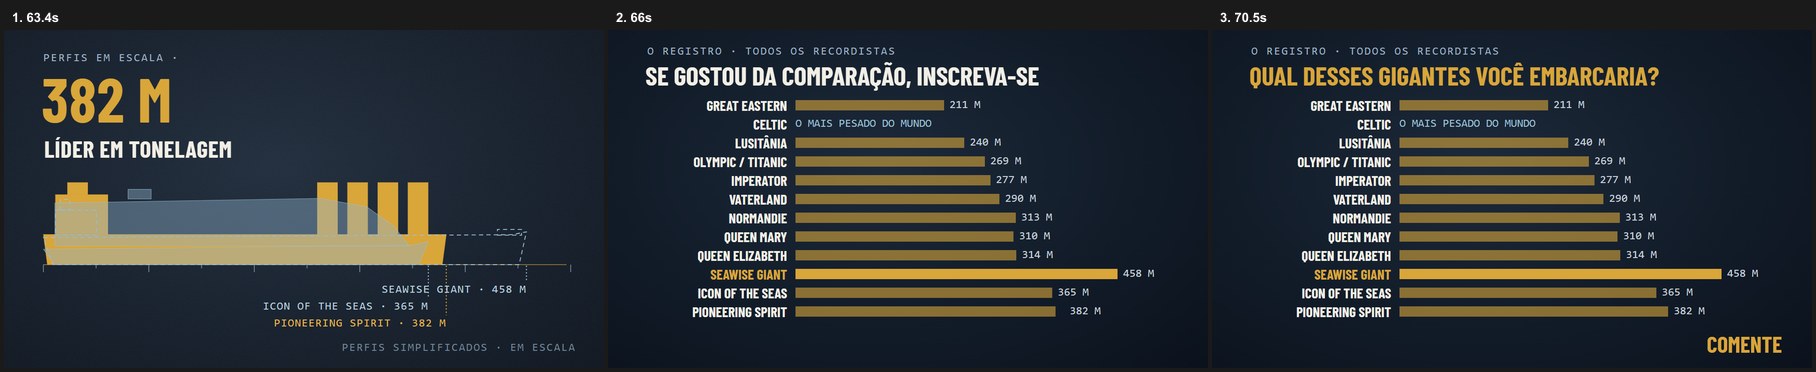 1. 63.4s
PERFIS EM ESCALA ·
382 M
LÍDER EM TONELAGEM
SEAWISE GIANT · 458 M
ICON OF THE SEAS · 365 M
PIONEERING SPIRIT · 382 M
PERFIS SIMPLIFICADOS · EM ESCALA
2. 66s
O REGISTRO · TODOS OS RECORDISTAS
SE GOSTOU DA COMPARAÇÃO, INSCREVA-SE
GREAT EASTERN 211 M
CELTIC O MAIS PESADO DO MUNDO
LUSITÂNIA 240 M
OLYMPIC / TITANIC 269 M
IMPERATOR 277 M
VATERLAND 290 M
NORMANDIE 313 M
QUEEN MARY 310 M
QUEEN ELIZABETH 314 M
SEAWISE GIANT 458 M
ICON OF THE SEAS 365 M
PIONEERING SPIRIT 382 M
3. 70.5s
O REGISTRO · TODOS OS RECORDISTAS
QUAL DESSES GIGANTES VOCÊ EMBARCARIA?
GREAT EASTERN 211 M
CELTIC O MAIS PESADO DO MUNDO
LUSITÂNIA 240 M
OLYMPIC / TITANIC 269 M
IMPERATOR 277 M
VATERLAND 290 M
NORMANDIE 313 M
QUEEN MARY 310 M
QUEEN ELIZABETH 314 M
SEAWISE GIANT 458 M
ICON OF THE SEAS 365 M
PIONEERING SPIRIT 382 M
COMENTE